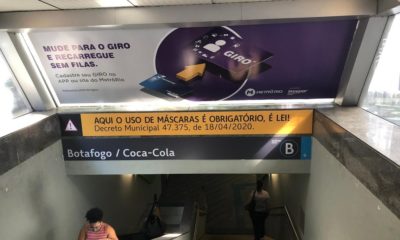 MUDE PARA O GIRO
E RECARREGUE
SEM FILAS.
Cadastre seu GIRO no
APP ou site do MetrôRio
GIRO
METRÔRIO
AQUI O USO DE MÁSCARAS É OBRIGATÓRIO, É LEI!
Decreto Municipal 47.375, de 18/04/2020.
Botafogo / Coca-Cola
B